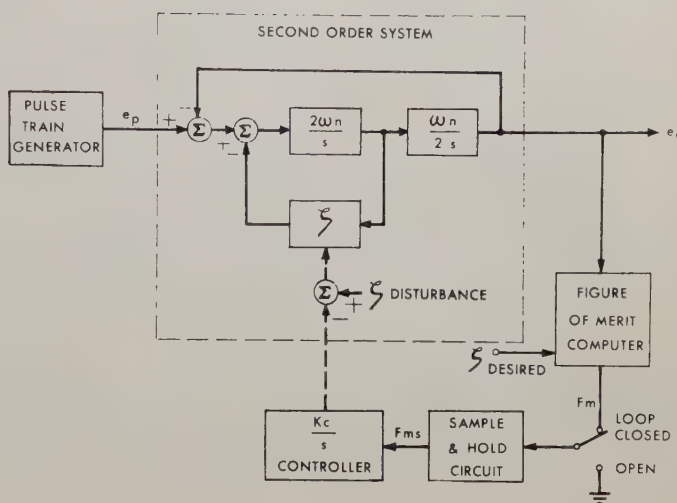 SECOND ORDER SYSTEM
PULSE
TRAIN
GENERATOR
ep
+
−
Σ
+
−
Σ
2ωn
s
ωn
2 s
e
ζ
Σ
+
−
ζ DISTURBANCE
FIGURE
OF MERIT
COMPUTER
ζ
DESIRED
Fm
LOOP
CLOSED
OPEN
SAMPLE
& HOLD
CIRCUIT
Fms
Kc
s
CONTROLLER